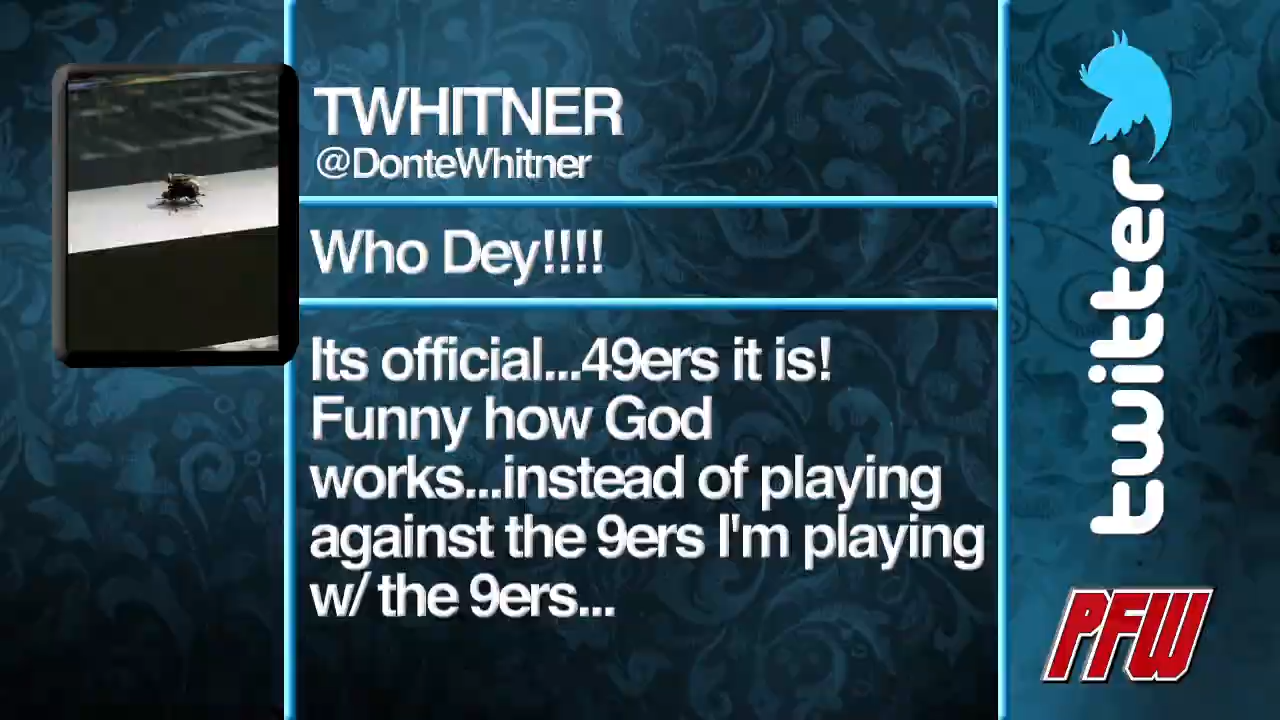 TWHITNER
@DonteWhitner
Who Dey!!!!
Its official...49ers it is!
Funny how God
works...instead of playing
against the 9ers I'm playing
w/ the 9ers...
twitter
PFW